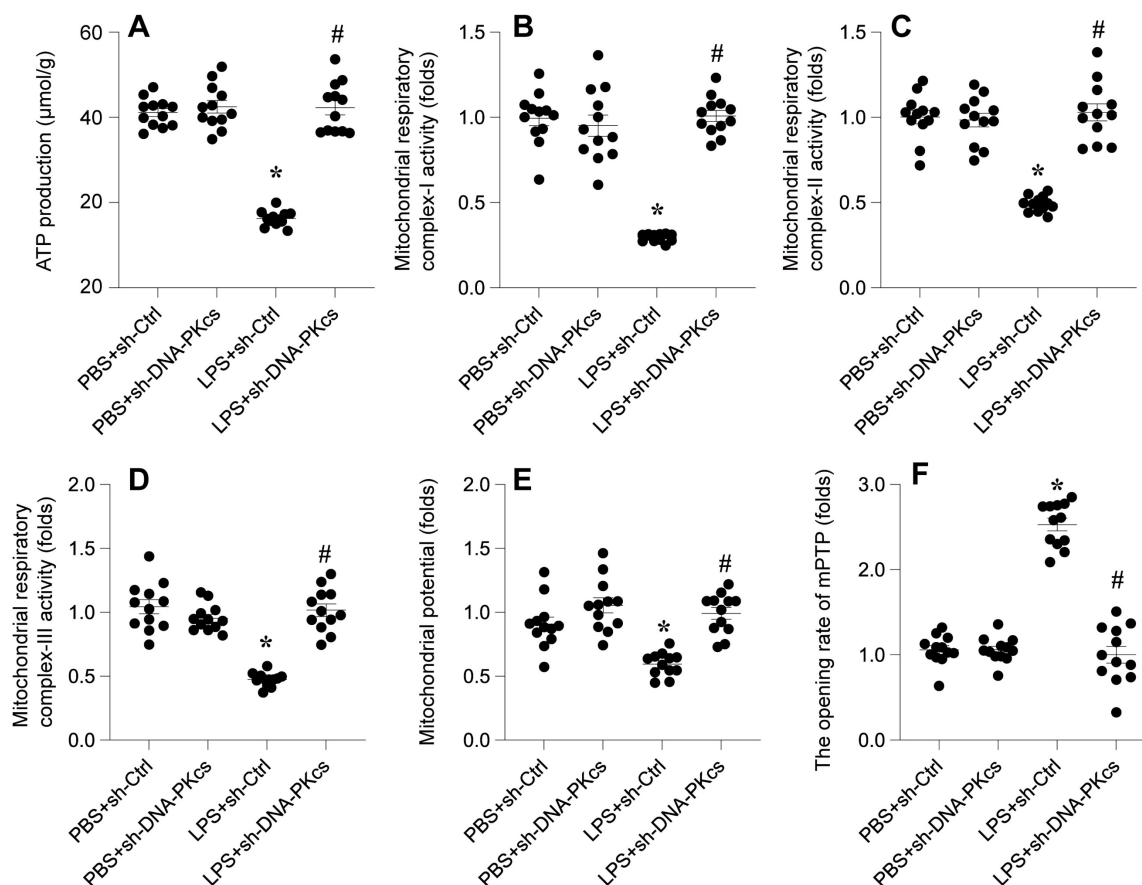 A
ATP production (µmol/g)
60
40
20
20
*
#
PBS+sh-Ctrl
PBS+sh-DNA-PKcs
LPS+sh-Ctrl
LPS+sh-DNA-PKcs
B
Mitochondrial respiratory
complex-I activity (folds)
1.5
1.0
0.5
0.0
*
#
PBS+sh-Ctrl
PBS+sh-DNA-PKcs
LPS+sh-Ctrl
LPS+sh-DNA-PKcs
C
Mitochondrial respiratory
complex-II activity (folds)
1.5
1.0
0.5
0.0
*
#
PBS+sh-Ctrl
PBS+sh-DNA-PKcs
LPS+sh-Ctrl
LPS+sh-DNA-PKcs
D
Mitochondrial respiratory
complex-III activity (folds)
2.0
1.5
1.0
0.5
0.0
*
#
PBS+sh-Ctrl
PBS+sh-DNA-PKcs
LPS+sh-Ctrl
LPS+sh-DNA-PKcs
E
Mitochondrial potential (folds)
2.0
1.5
1.0
0.5
0.0
*
#
PBS+sh-Ctrl
PBS+sh-DNA-PKcs
LPS+sh-Ctrl
LPS+sh-DNA-PKcs
F
The opening rate of mPTP (folds)
3.0
2.0
1.0
0.0
*
#
PBS+sh-Ctrl
PBS+sh-DNA-PKcs
LPS+sh-Ctrl
LPS+sh-DNA-PKcs